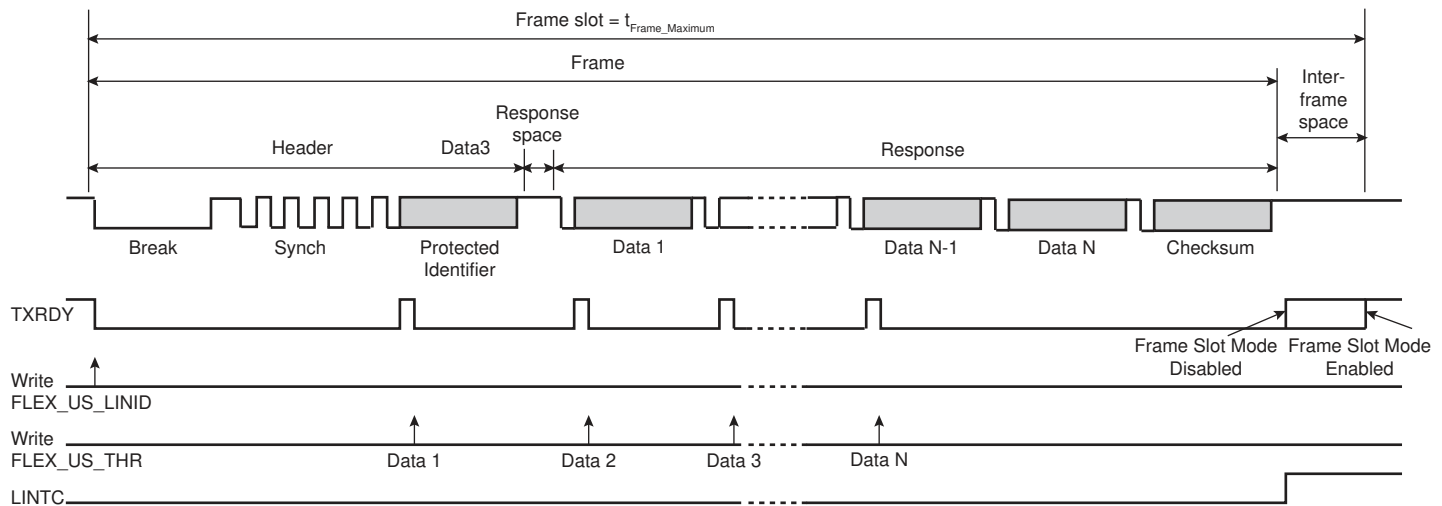 Frame slot = tFrame_Maximum
Frame
Inter-
frame
space
Response
space
Header
Data3
Response
Break
Synch
Protected
Identifier
Data 1
Data N-1
Data N
Checksum
TXRDY
Frame Slot Mode
Disabled
Frame Slot Mode
Enabled
Write
FLEX_US_LINID
Write
FLEX_US_THR
Data 1
Data 2
Data 3
Data N
LINTC